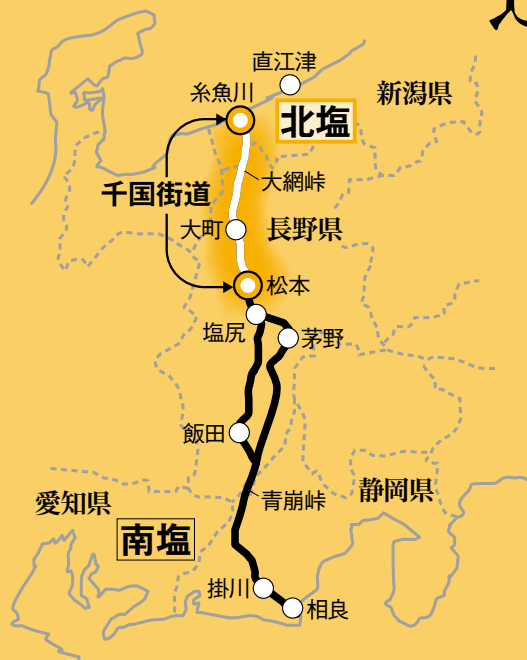 直江津
糸魚川
新潟県
北塩
大網峠
千国街道
大町
長野県
松本
塩尻
茅野
飯田
愛知県
青崩峠
静岡県
南塩
掛川
相良